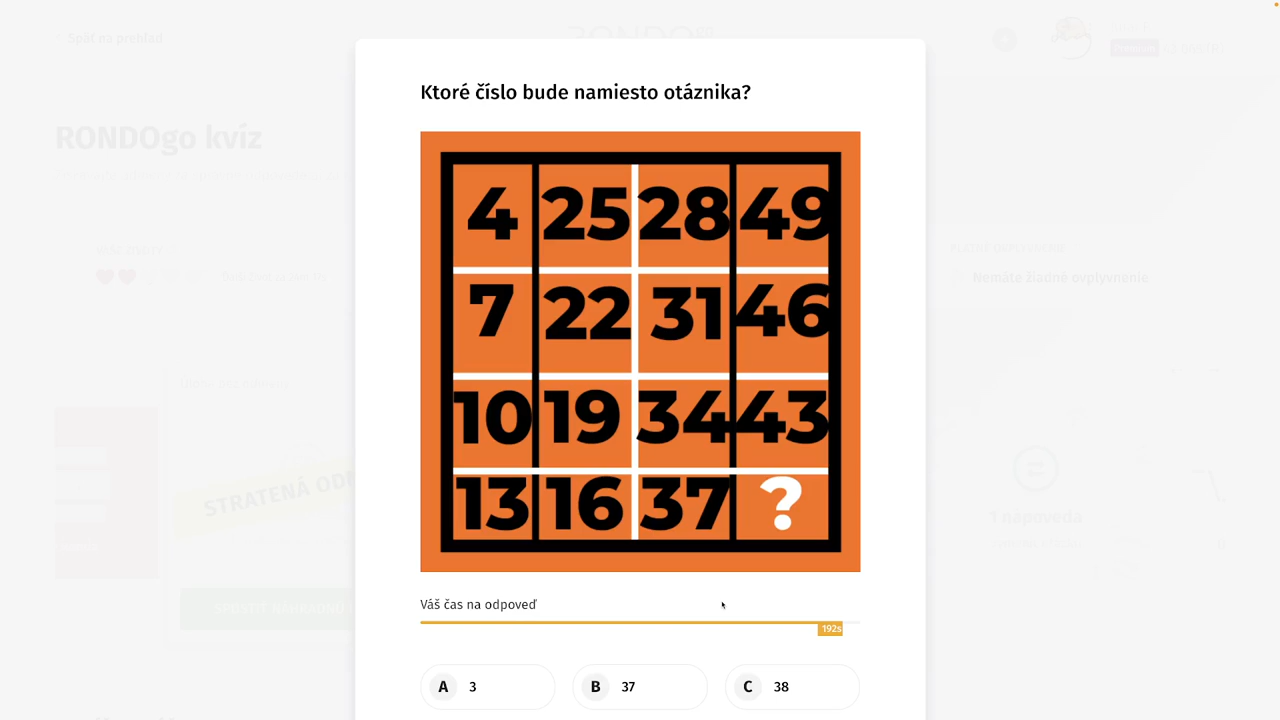 Späť na prehľad
Ktoré číslo bude namiesto otáznika?
RONDOgo kvíz
4 25 28 49
7 22 31 46
10 19 34 43
13 16 37 ?
Nemáte žiadne ovplyvnenie
STRATENÁ
1 nápoveda
Váš čas na odpoveď
192s
A 3
B 37
C 38